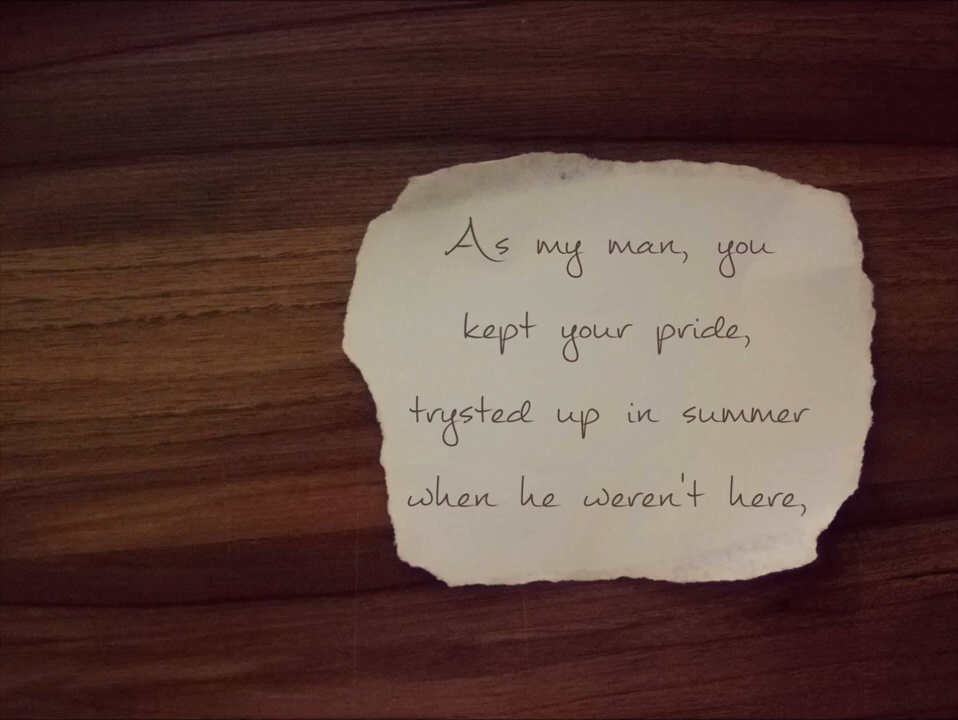 As my man, you
kept your pride,
trysted up in summer
when he weren't here,